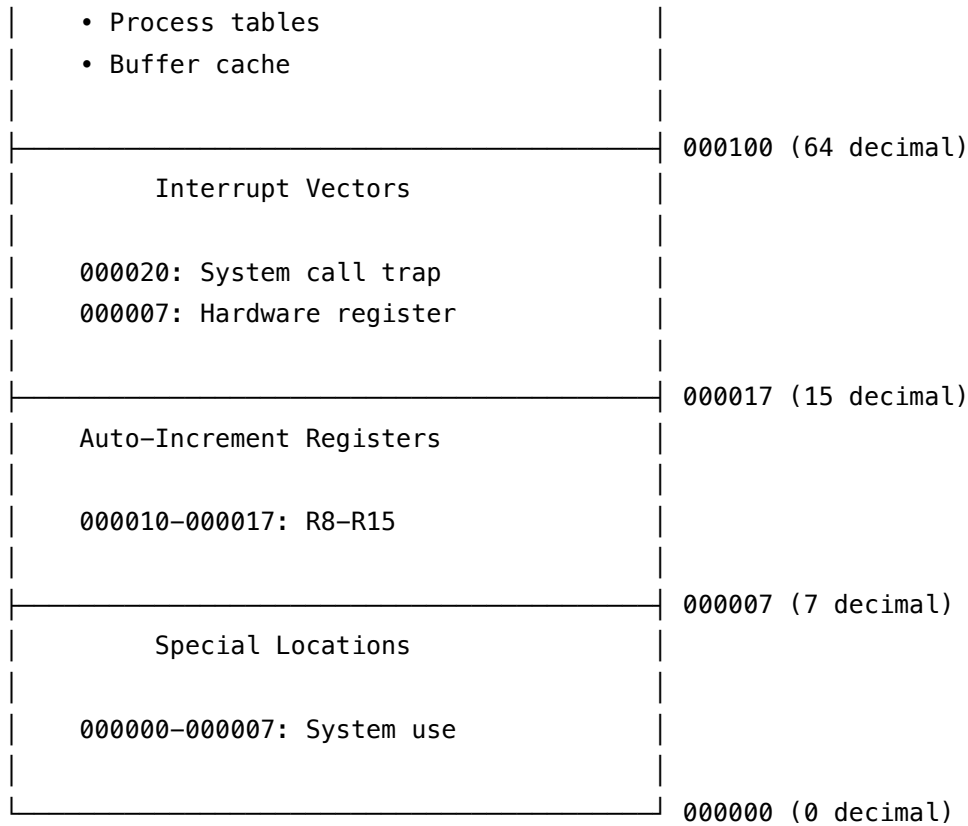 • Process tables
• Buffer cache
000100 (64 decimal)
Interrupt Vectors
000020: System call trap
000007: Hardware register
000017 (15 decimal)
Auto-Increment Registers
000010-000017: R8-R15
000007 (7 decimal)
Special Locations
000000-000007: System use
000000 (0 decimal)